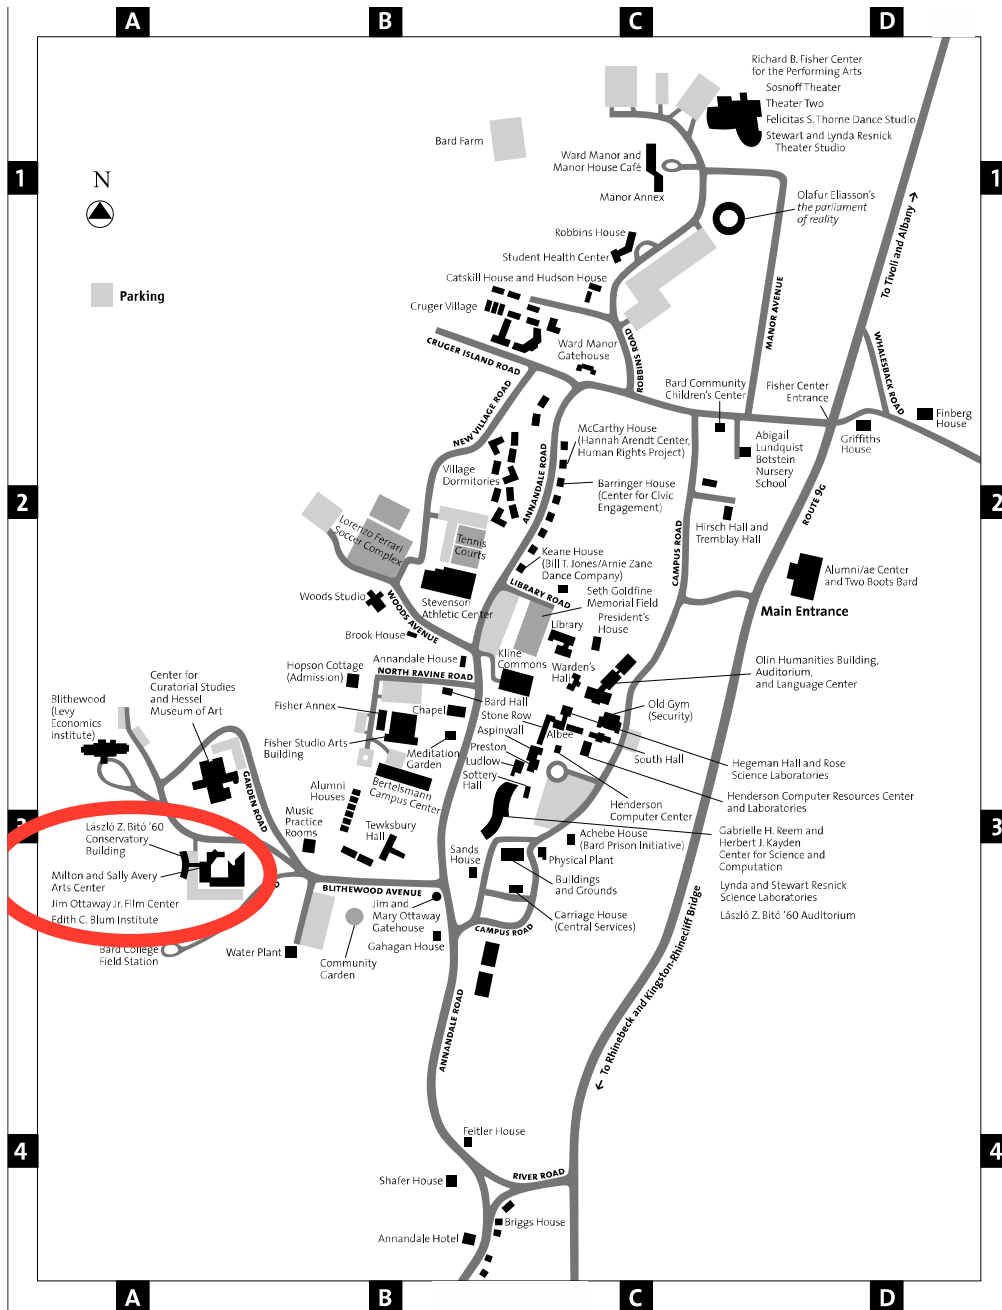 A
B
C
D
1
1
2
2
3
3
4
4
N
Parking
Richard B. Fisher Center
for the Performing Arts
Sosnoff Theater
Theater Two
Felicitas S. Thorne Dance Studio
Stewart and Lynda Resnick
Theater Studio
Bard Farm
Ward Manor and
Manor House Café
Manor Annex
Olafur Eliasson's
the parliament
of reality
To Tivoli and Albany
Robbins House
Student Health Center
Catskill House and Hudson House
Cruger Village
CRUGER ISLAND ROAD
Ward Manor
Gatehouse
ROBBINS ROAD
MANOR AVENUE
WHALESBACK ROAD
Bard Community
Children's Center
Fisher Center
Entrance
Finberg
House
Griffiths
House
Abigail
Lundquist
Botstein
Nursery
School
NEW VILLAGE ROAD
ANNANDALE ROAD
McCarthy House
(Hannah Arendt Center,
Human Rights Project)
Village
Dormitories
Barringer House
(Center for Civic
Engagement)
ROUTE 9G
Hirsch Hall and
Tremblay Hall
CAMPUS ROAD
Lorenzo Ferrari
Soccer Complex
Tennis
Courts
Keane House
(Bill T. Jones/Arnie Zane
Dance Company)
Alumni/ae Center
and Two Boots Bard
Main Entrance
LIBRARY ROAD
Seth Goldfine
Memorial Field
Woods Studio
WOODS AVENUE
Stevenson
Athletic Center
Library
President's
House
Brook House
Annandale House
Kline
Commons
Warden's
Hall
Olin Humanities Building,
Auditorium,
and Language Center
NORTH RAVINE ROAD
Hopson Cottage
(Admission)
Center for
Curatorial Studies
and Hessel
Museum of Art
Blithewood
(Levy
Economics
Institute)
Fisher Annex
Chapel
Bard Hall
Stone Row
Albee
Old Gym
(Security)
Aspinwall
Fisher Studio Arts
Building
Meditation
Garden
Preston
Ludlow
Sottery
Hall
South Hall
Hegeman Hall and Rose
Science Laboratories
Bertelsmann
Campus Center
GARDEN ROAD
Alumni
Houses
Henderson
Computer Center
Henderson Computer Resources Center
and Laboratories
Music
Practice
Rooms
Tewksbury
Hall
László Z. Bitó '60
Conservatory
Building
Milton and Sally Avery
Arts Center
Jim Ottaway Jr. Film Center
Edith C. Blum Institute
Sands
House
Achebe House
(Bard Prison Initiative)
Physical Plant
Gabrielle H. Reem and
Herbert J. Kayden
Center for Science and
Computation
Lynda and Stewart Resnick
Science Laboratories
László Z. Bitó '60 Auditorium
Buildings
and Grounds
BLITHEWOOD AVENUE
Jim and
Mary Ottaway
Gatehouse
Carriage House
(Central Services)
CAMPUS ROAD
Bard College
Field Station
Water Plant
Community
Garden
Gahagan House
ANNANDALE ROAD
To Rhinebeck and Kingston-Rhinecliff Bridge
Feitler House
RIVER ROAD
Shafer House
Briggs House
Annandale Hotel
A
B
C
D